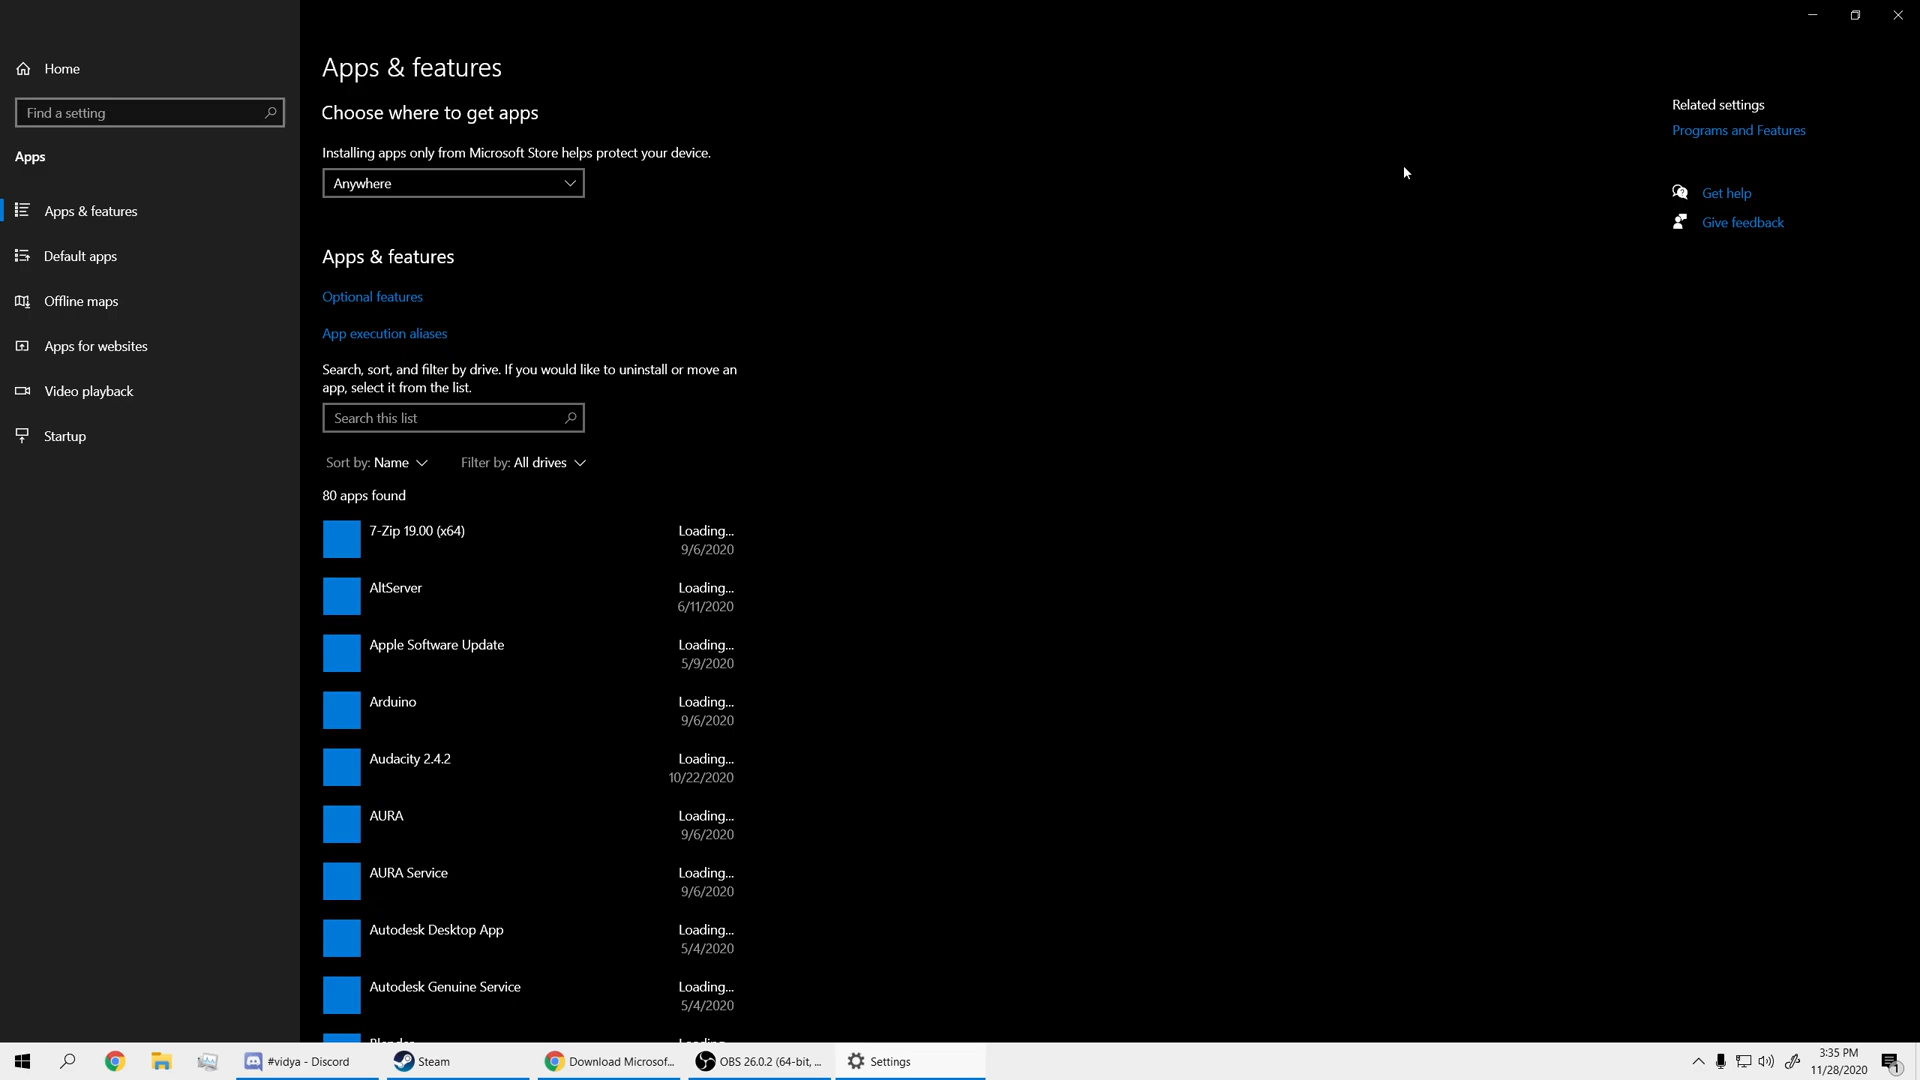 Home
Find a setting
Apps
Apps & features
Default apps
Offline maps
Apps for websites
Video playback
Startup
Apps & features
Choose where to get apps
Installing apps only from Microsoft Store helps protect your device.
Anywhere
Apps & features
Optional features
App execution aliases
Search, sort, and filter by drive. If you would like to uninstall or move an
app, select it from the list.
Search this list
Sort by: Name Filter by: All drives
80 apps found
7-Zip 19.00 (x64) Loading...
9/6/2020
AltServer Loading...
6/11/2020
Apple Software Update Loading...
5/9/2020
Arduino Loading...
9/6/2020
Audacity 2.4.2 Loading...
10/22/2020
AURA Loading...
9/6/2020
AURA Service Loading...
9/6/2020
Autodesk Desktop App Loading...
5/4/2020
Autodesk Genuine Service Loading...
5/4/2020
Blender Loading...
Related settings
Programs and Features
Get help
Give feedback
#vidya - Discord
Steam
Download Microsof...
OBS 26.0.2 (64-bit, ...
Settings
3:35 PM
11/28/2020
1